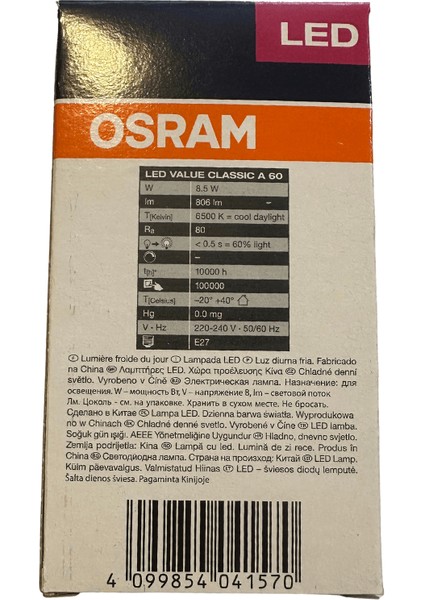 LED
OSRAM
LED VALUE CLASSIC A 60
W 8.5 W
lm 806 lm –
T[Kelvin] 6500 K = cool daylight
Ra 80
< 0.5 s = 60% light
–
t[h]* 10000 h
100000
T[Celsius] –20° +40°
Hg 0.0 mg
V • Hz 220-240 V • 50/60 Hz
E27
Lumière froide du jour Lampada LED Luz diurna fria. Fabricado
na China Λαμπτήρες LED. Χώρα προέλευσης Κίνα Chladné denní
světlo. Vyrobeno v Číně Электрическая лампа. Назначение: для
освещения. W – мощность Вт, V – напряжение В, lm – световой поток
Лм. Цоколь - см. на упаковке. Хранить в сухом месте. Не бросать.
Сделано в Китае Lampa LED. Dzienna barwa światła. Wyprodukowa
no w Chinach Chladné denné svetlo. Vyrobené v Číne LED lamba.
Soğuk gün ışığı. AEEE Yönetmeliğine Uygundur Hladno, dnevno svjetlo.
Zemlja podrijetla: Kina Lampă cu led. Lumină de zi rece. Produs în
China Светодиодна лампа. Страна на произход: Китай LED Lamp.
Külm päevavalgus. Valmistatud Hiinas LED – šviesos diodų lemputė.
Šalta dienos šviesa. Pagaminta Kinijoje
4 099854 041570